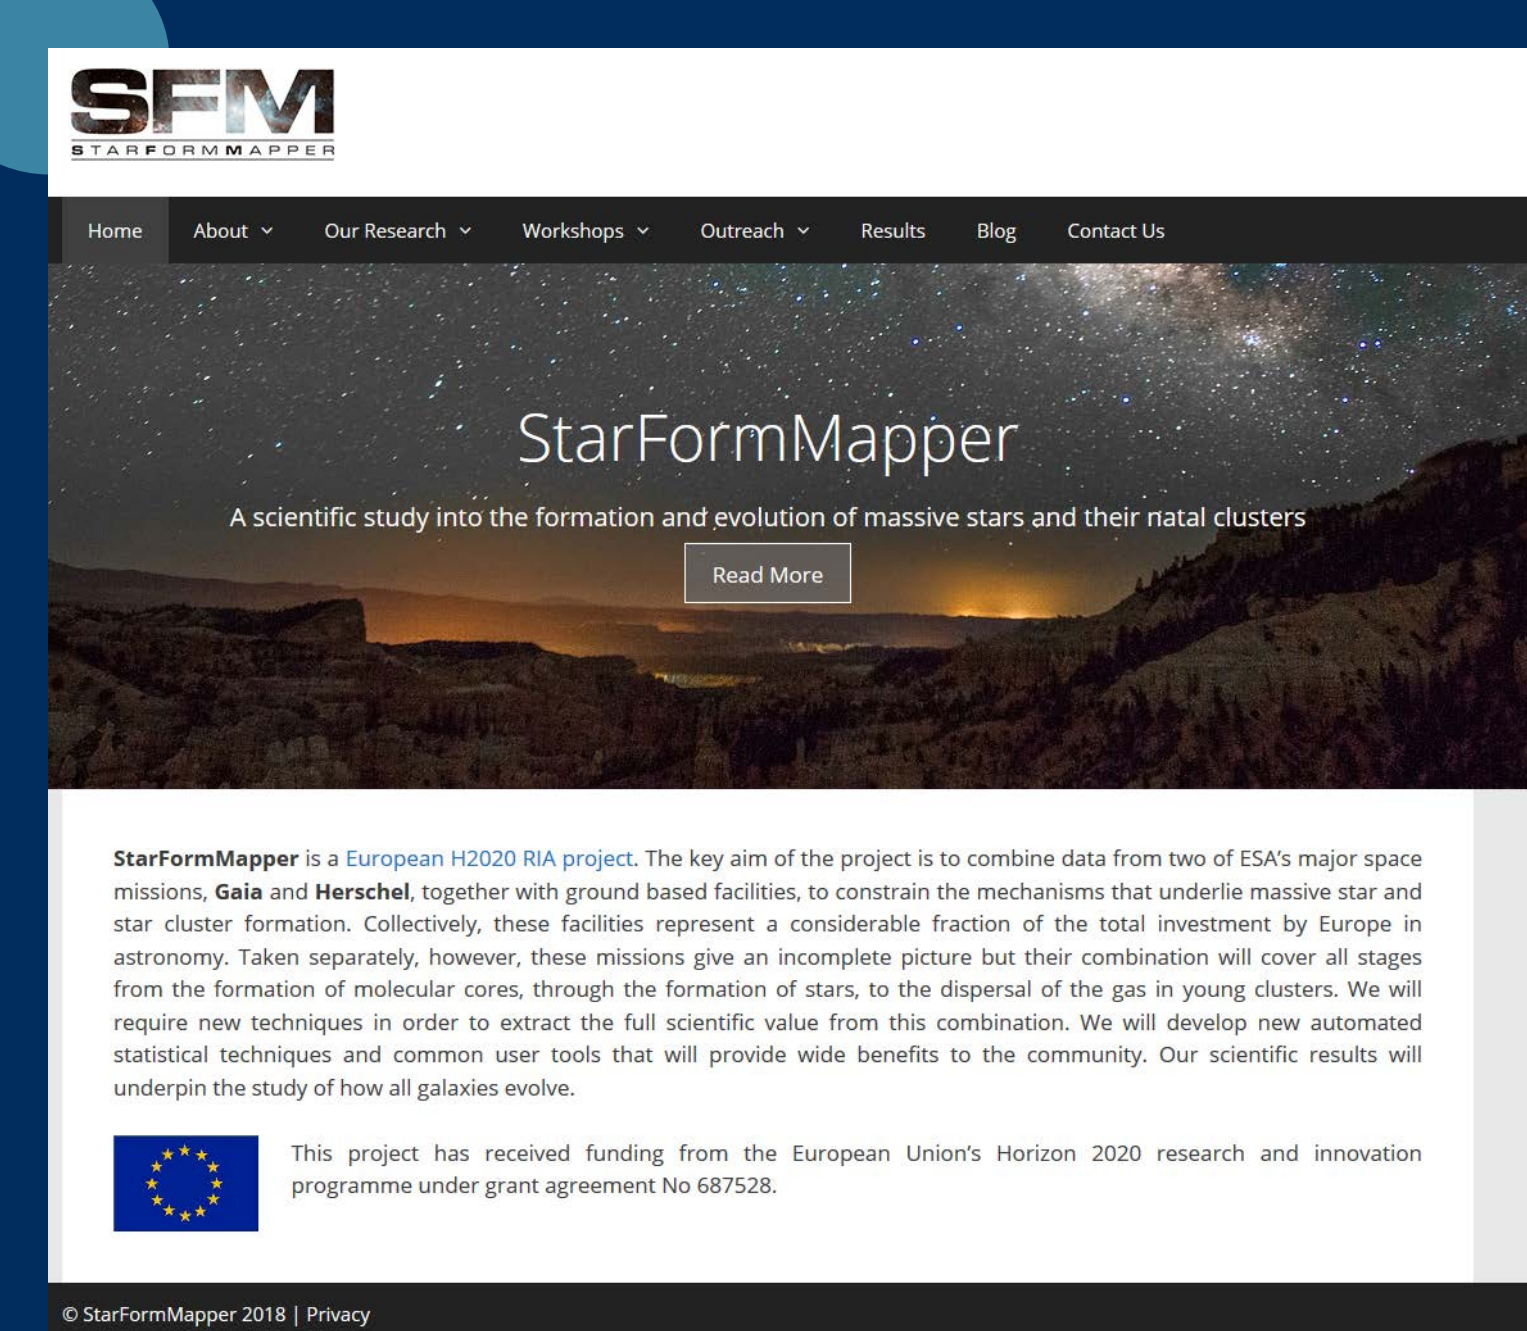 SFM
STARFORMMAPPER
Home About Our Research Workshops Outreach Results Blog Contact Us
StarFormMapper
A scientific study into the formation and evolution of massive stars and their natal clusters
Read More
StarFormMapper is a European H2020 RIA project. The key aim of the project is to combine data from two of ESA’s major space
missions, Gaia and Herschel, together with ground based facilities, to constrain the mechanisms that underlie massive star and
star cluster formation. Collectively, these facilities represent a considerable fraction of the total investment by Europe in
astronomy. Taken separately, however, these missions give an incomplete picture but their combination will cover all stages
from the formation of molecular cores, through the formation of stars, to the dispersal of the gas in young clusters. We will
require new techniques in order to extract the full scientific value from this combination. We will develop new automated
statistical techniques and common user tools that will provide wide benefits to the community. Our scientific results will
underpin the study of how all galaxies evolve.
This project has received funding from the European Union’s Horizon 2020 research and innovation
programme under grant agreement No 687528.
© StarFormMapper 2018 | Privacy